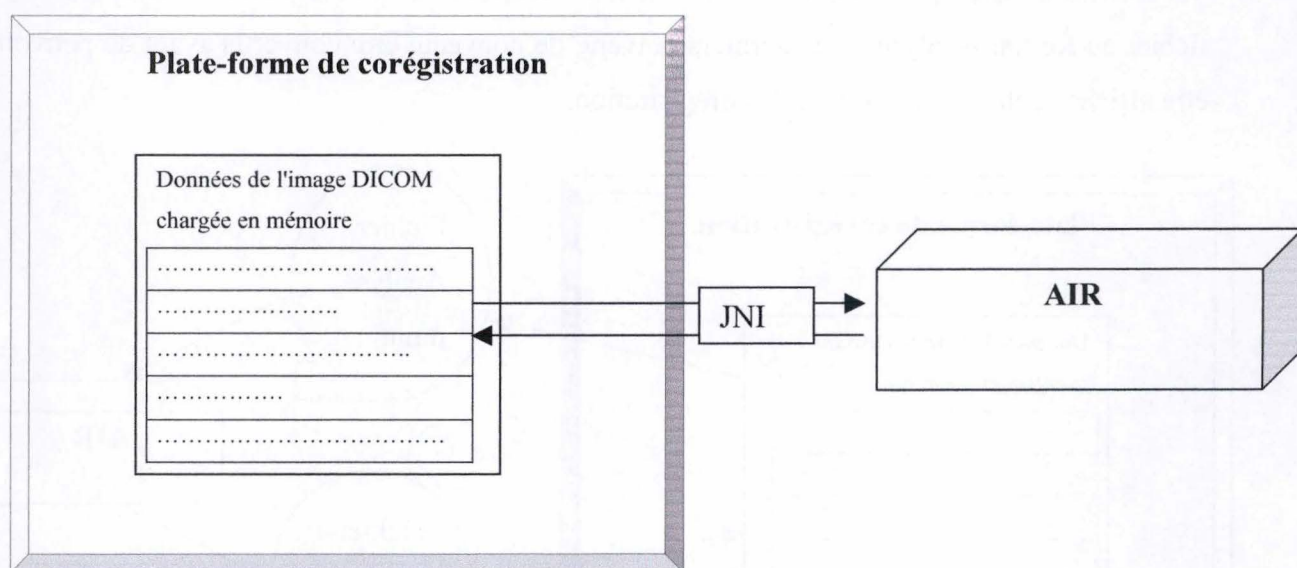 Plate-forme de corégistration
Données de l'image DICOM
chargée en mémoire
................................................
................................
............................................
......................
..................................................
JNI
AIR